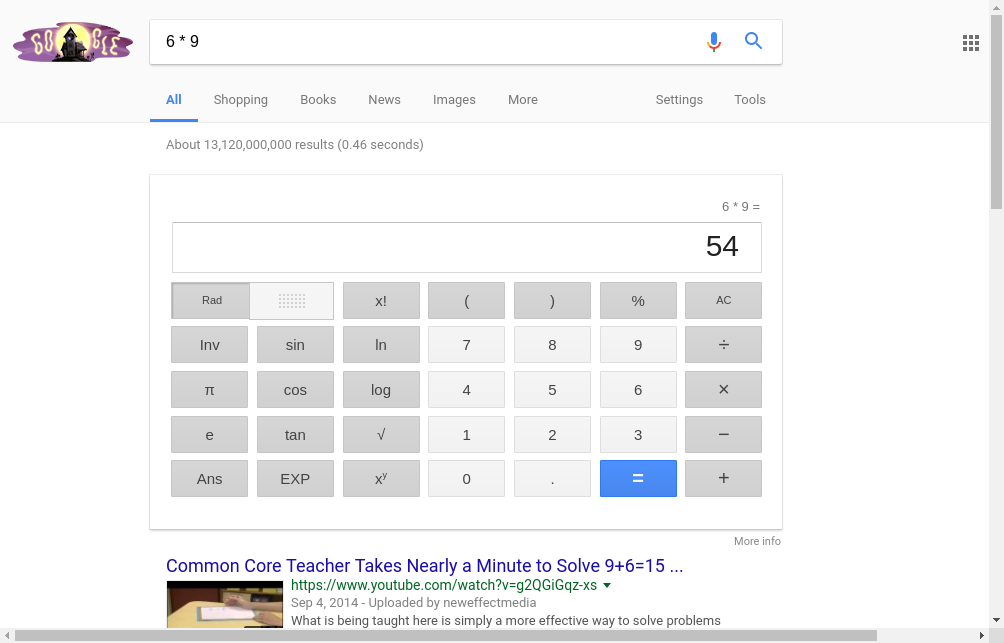 GOOGLE
6 * 9
All Shopping Books News Images More Settings Tools
About 13,120,000,000 results (0.46 seconds)
6 * 9 =
54
Rad x! ( ) % AC
Inv sin ln 7 8 9 ÷
π cos log 4 5 6 ×
e tan √ 1 2 3 −
Ans EXP xʸ 0 . = +
More info
Common Core Teacher Takes Nearly a Minute to Solve 9+6=15 ...
https://www.youtube.com/watch?v=g2QGiGqz-xs
Sep 4, 2014 - Uploaded by neweffectmedia
What is being taught here is simply a more effective way to solve problems